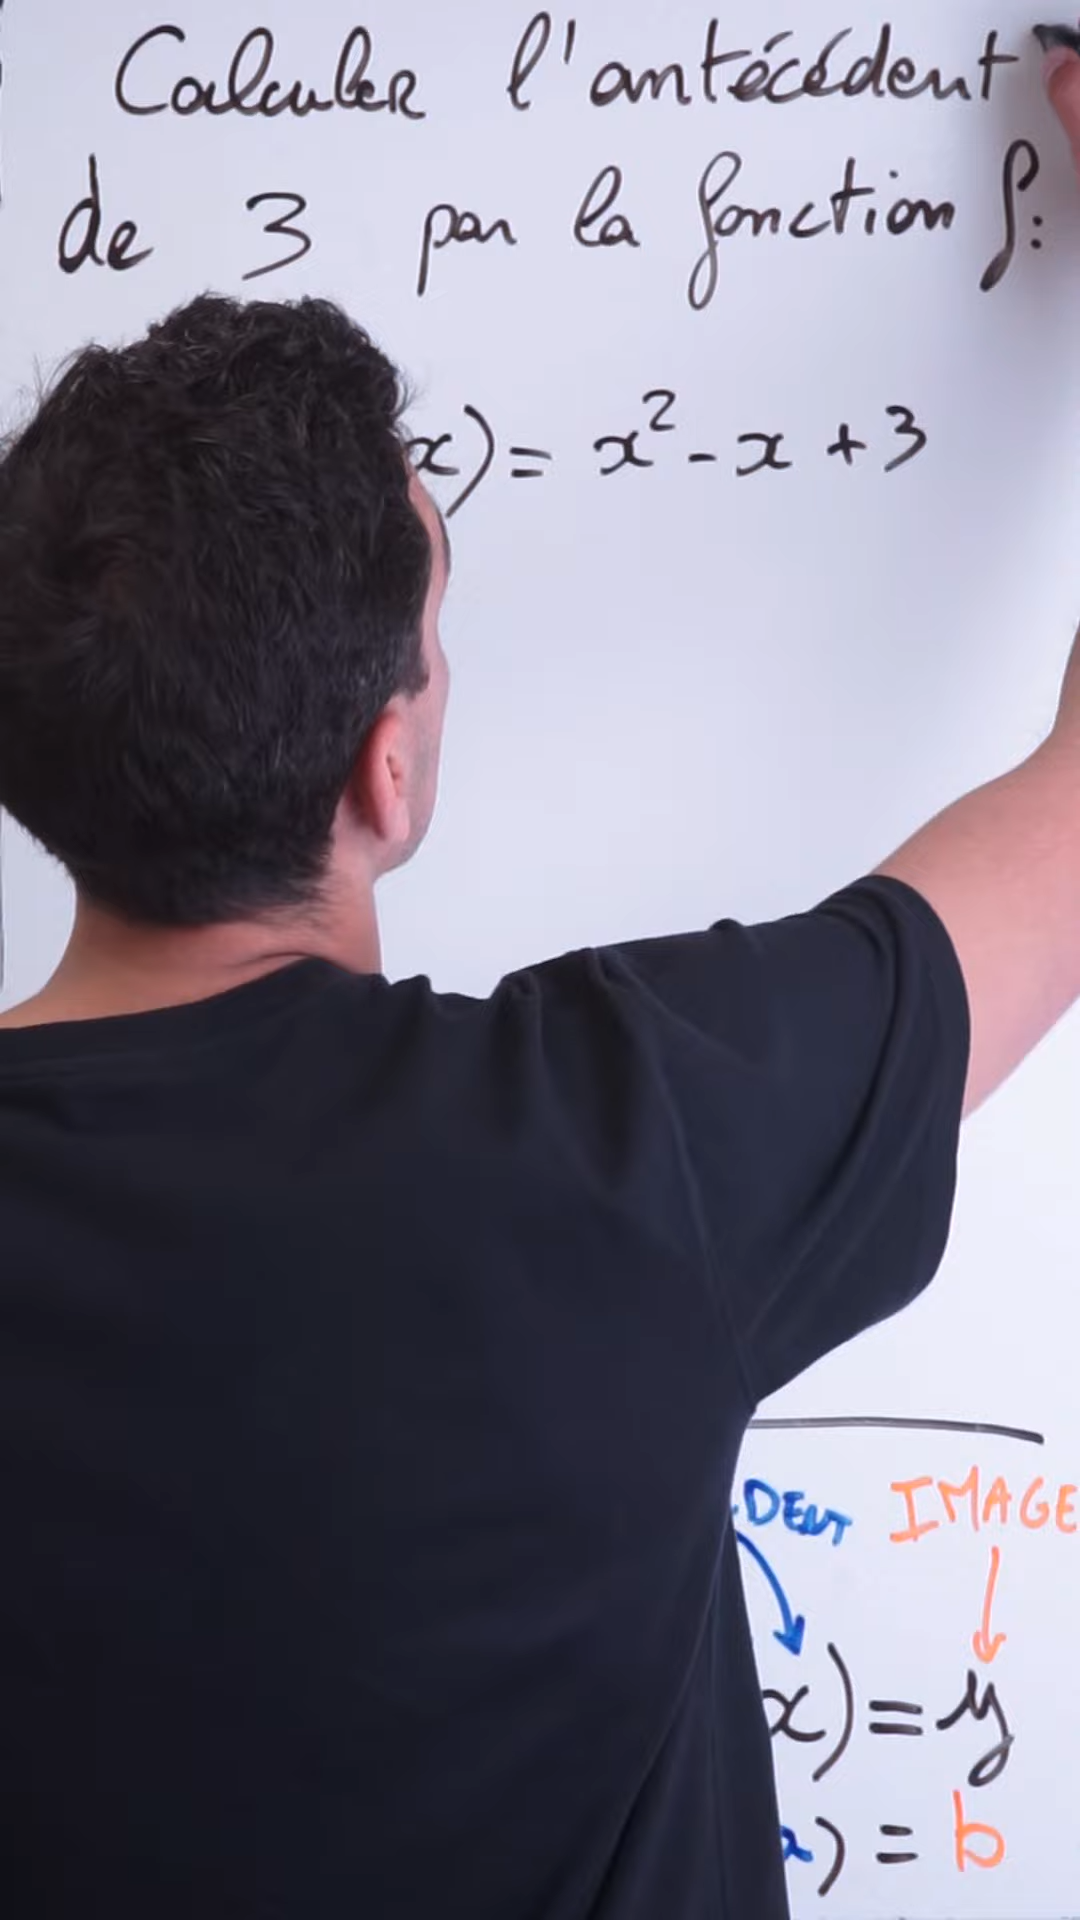 Calculer l'antécédent
de 3 par la fonction f:
x) = x² - x + 3
DENT IMAGE
x) = y
) = b